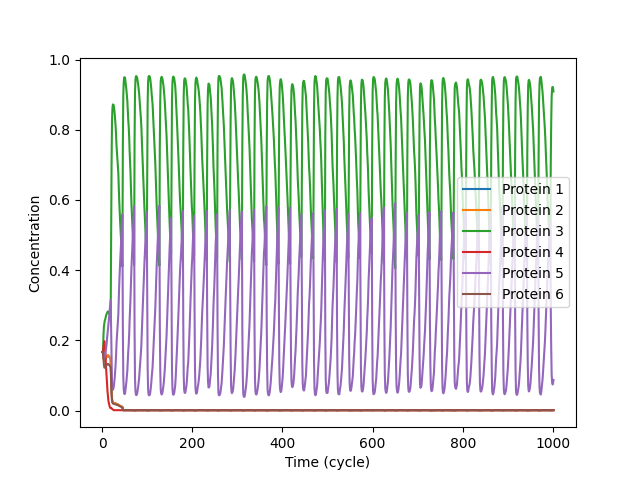 1.0
0.8
0.6
0.4
0.2
0.0
Concentration
0
200
400
600
800
1000
Time (cycle)
Protein 1
Protein 2
Protein 3
Protein 4
Protein 5
Protein 6